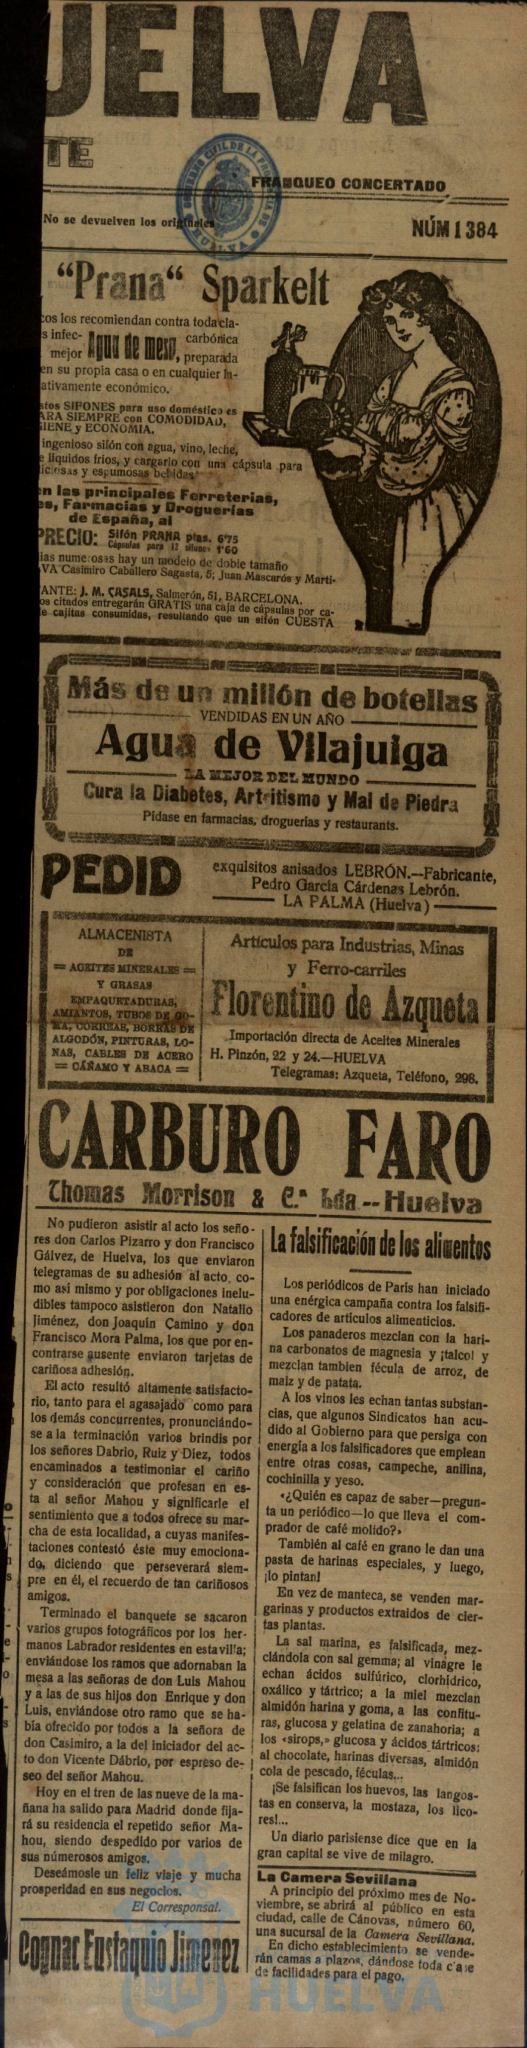 UELVA
TE
GOBIERNO CIVIL DE LA PROVINCIA DE HUELVA
FRANQUEO CONCERTADO
No se devuelven los originales
NÚM 1384
"Prana" Sparkelt
cos los recomiendan contra toda cla-
s infec- carbónica
mejor Agua de mesa, preparada
en su propia casa o en cualquier in-
ativamente económico.
stos SIFONES para uso doméstico es
ARA SIEMPRE con COMODIDAD,
IENE y ECONOMIA.
ingenioso sifón con agua, vino, leche,
e líquidos fríos, y cargarlo con una cápsula para
iciosas y espumosas bebidas
en las principales Ferreterias,
es, Farmacias y Droguerias
de España, al
PRECIO: Sifón PRANA ptas. 6'75
Cápsulas para 12 sifones 1'60
ias numerosas hay un modelo de doble tamaño
VA Casimiro Caballero Sagasta, 5; Juan Mascarós y Marti-
ANTE: J. M. CASALS, Salmerón, 51, BARCELONA.
os citados entregarán GRATIS una caja de cápsulas por ca-
e cajitas consumidas, resultando que un sifón CUESTA
Más de un millón de botellas
VENDIDAS EN UN AÑO
Agua de Vilajuiga
LA MEJOR DEL MUNDO
Cura la Diabetes, Artritismo y Mal de Piedra
Pídase en farmacias, droguerias y restaurants.
PEDID
exquisitos anisados LEBRÓN.—Fabricante,
Pedro García Cárdenas Lebrón.
LA PALMA (Huelva)
ALMACENISTA
DE
ACEITES MINERALES
Y GRASAS
EMPAQUETADURAS,
AMIANTOS, TUBOS DE GO-
MA, CORREAS, BORRAS DE
ALGODÓN, PINTURAS, LO-
NAS, CABLES DE ACERO
CÁÑAMO Y ABACA
Artículos para Industrias, Minas
y Ferro-carriles
Florentino de Azqueta
Importación directa de Aceites Minerales
H. Pinzón, 22 y 24.—HUELVA
Telegramas: Azqueta, Teléfono, 298.
CARBURO FARO
Thomas Morrison & C.ª Lda--Huelva
No pudieron asistir al acto los seño-
res don Carlos Pizarro y don Francisco
Gálvez, de Huelva, los que enviaron
telegramas de su adhesión al acto, co-
mo así mismo y por obligaciones inelu-
dibles tampoco asistieron don Natalio
Jiménez, don Joaquín Camino y don
Francisco Mora Palma, los que por en-
contrarse ausente enviaron tarjetas de
cariñosa adhesión.
El acto resultó altamente satisfacto-
rio, tanto para el agasajado como para
los demás concurrentes, pronunciándo-
se a la terminación varios brindis por
los señores Dabrio, Ruiz y Diez, todos
encaminados a testimoniar el cariño
y consideración que profesan en es-
ta al señor Mahou y significarle el
sentimiento que a todos ofrece su mar-
cha de esta localidad, a cuyas manifes-
taciones contestó éste muy emociona-
do, diciendo que perseverará siem-
pre en él, el recuerdo de tan cariñosos
amigos.
Terminado el banquete se sacaron
varios grupos fotográficos por los her-
manos Labrador residentes en esta villa;
enviándose los ramos que adornaban la
mesa a las señoras de don Luis Mahou
y a las de sus hijos don Enrique y don
Luis, enviándose otro ramo que se ha-
bía ofrecido por todos a la señora de
don Casimiro, a la del iniciador del ac-
to don Vicente Dábrio, por espreso de-
seo del señor Mahou.
Hoy en el tren de las nueve de la ma-
ñana ha salido para Madrid donde fija-
rá su residencia el repetido señor Ma-
hou, siendo despedido por varios de
sus númerosos amigos.
Deseámosle un feliz viaje y mucha
prosperidad en sus negocios.
El Corresponsal.
Cognac Eustaquio Jimenez
La falsificación de los alimentos
Los periódicos de Paris han iniciado
una enérgica campaña contra los falsifi-
cadores de articulos alimenticios.
Los panaderos mezclan con la hari-
na carbonatos de magnesia y ¡talco! y
mezclan tambien fécula de arroz, de
maiz y de patata.
A los vinos les echan tantas substan-
cias, que algunos Sindicatos han acu-
dido al Gobierno para que persiga con
energía a los falsificadores que emplean
entre otras cosas, campeche, anilina,
cochinilla y yeso.
«¿Quién es capaz de saber—pregun-
ta un periódico—lo que lleva el com-
prador de café molido?»
También al café en grano le dan una
pasta de harinas especiales, y luego,
¡lo pintan!
En vez de manteca, se venden mar-
garinas y productos extraidos de cier-
tas plantas.
La sal marina, es falsificada, mez-
clándola con sal gemma; al vinagre le
echan ácidos sulfúrico, clorhídrico,
oxálico y tártrico; a la miel mezclan
almidón harina y goma, a las confitu-
ras, glucosa y gelatina de zanahoria; a
los «sirops,» glucosa y ácidos tártricos:
al chocolate, harinas diversas, almidón
cola de pescado, féculas...
¡Se falsifican los huevos, las langos-
tas en conserva, la mostaza, los lico-
res!...
Un diario parisiense dice que en la
gran capital se vive de milagro.
La Camera Sevillana
A principio del próximo mes de No-
viembre, se abrirá al público en esta
ciudad, calle de Cánovas, número 60,
una sucursal de la Camera Sevillana.
En dicho establecimiento se vende-
rán camas a plazos, dándose toda clase
de facilidades para el pago.
HUELVA